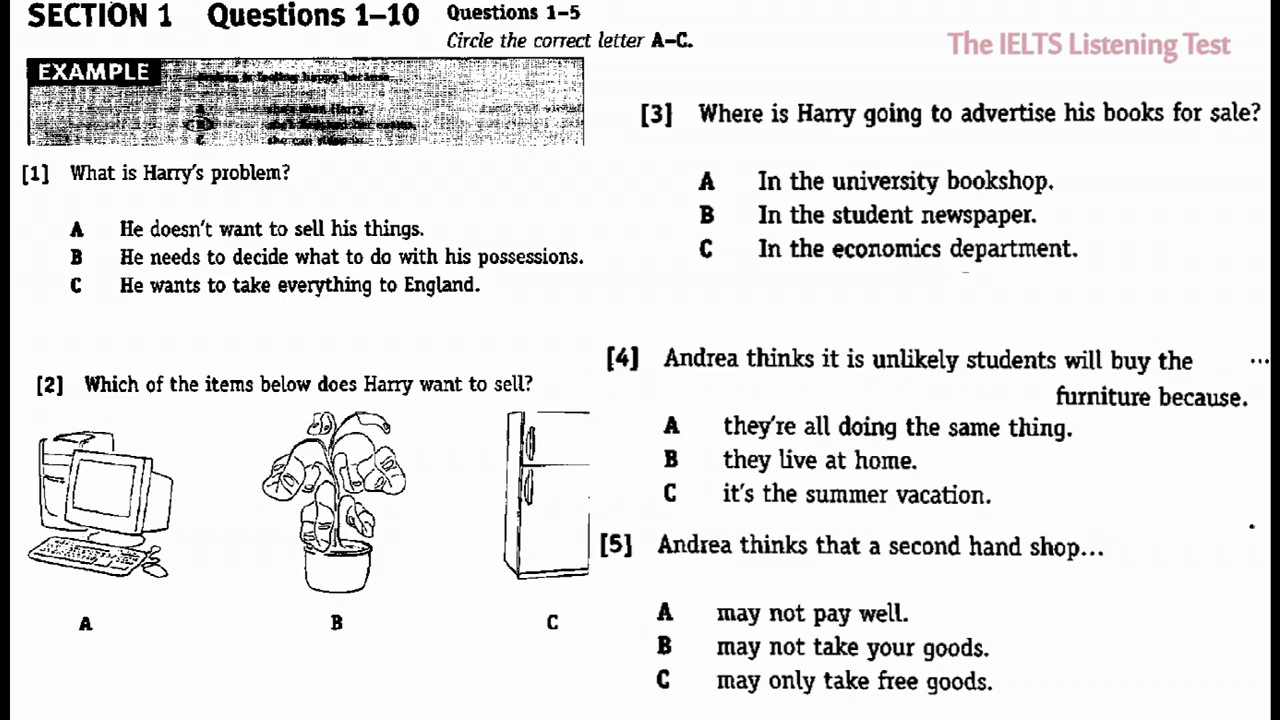 SECTION 1 Questions 1–10
Questions 1–5
Circle the correct letter A–C.
The IELTS Listening Test
EXAMPLE
[1] What is Harry's problem?
A He doesn't want to sell his things.
B He needs to decide what to do with his possessions.
C He wants to take everything to England.
[2] Which of the items below does Harry want to sell?
A B C
[3] Where is Harry going to advertise his books for sale?
A In the university bookshop.
B In the student newspaper.
C In the economics department.
[4] Andrea thinks it is unlikely students will buy the ...
furniture because.
A they're all doing the same thing.
B they live at home.
C it's the summer vacation.
[5] Andrea thinks that a second hand shop...
A may not pay well.
B may not take your goods.
C may only take free goods.